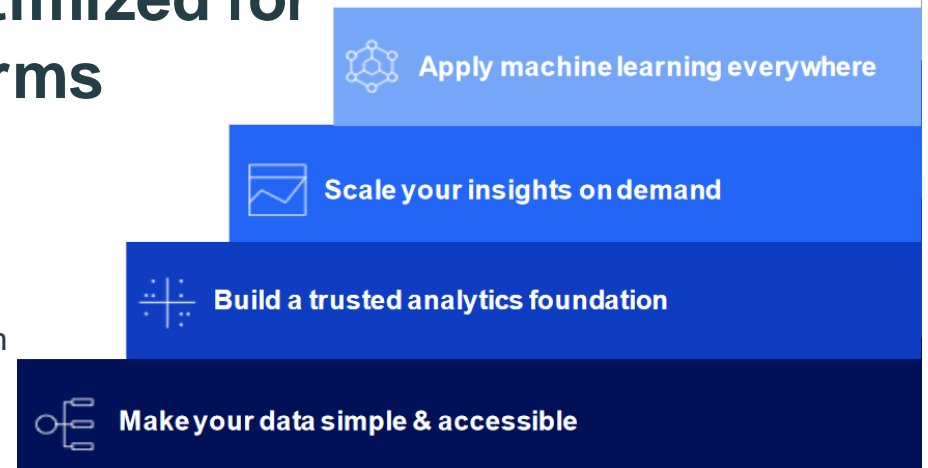 timized for
rms
Apply machine learning everywhere
Scale your insights on demand
Build a trusted analytics foundation
n
Make your data simple & accessible